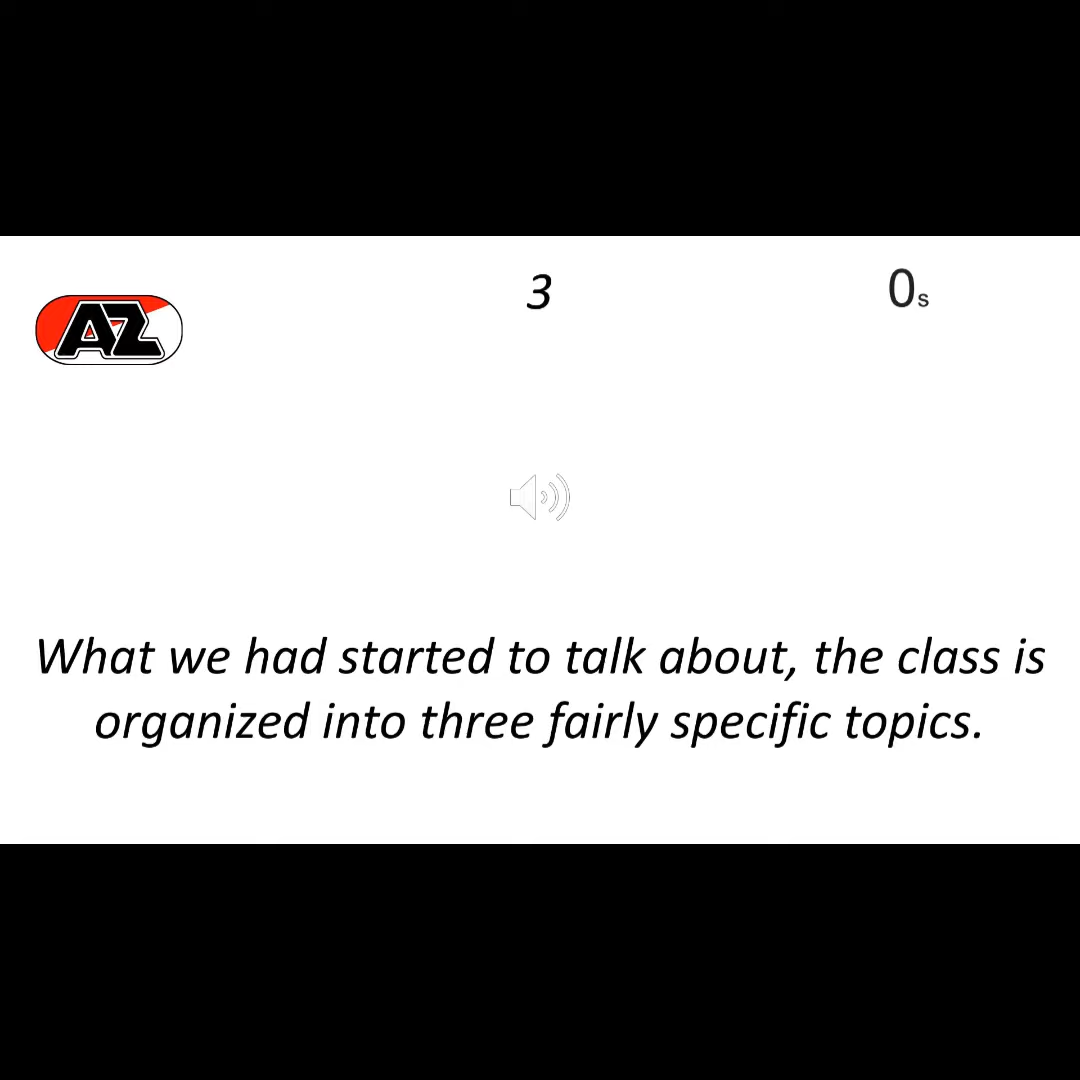 AZ
3
0s
What we had started to talk about, the class is
organized into three fairly specific topics.